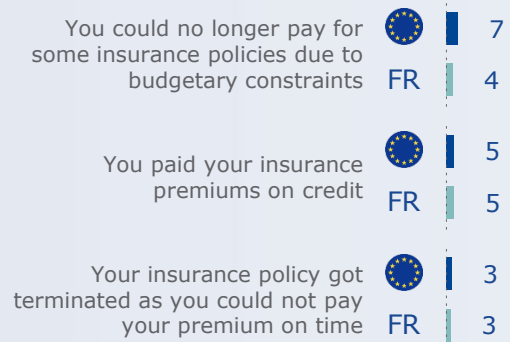 You could no longer pay for
some insurance policies due to
budgetary constraints
7
FR 4
You paid your insurance
premiums on credit
5
FR 5
Your insurance policy got
terminated as you could not pay
your premium on time
3
FR 3